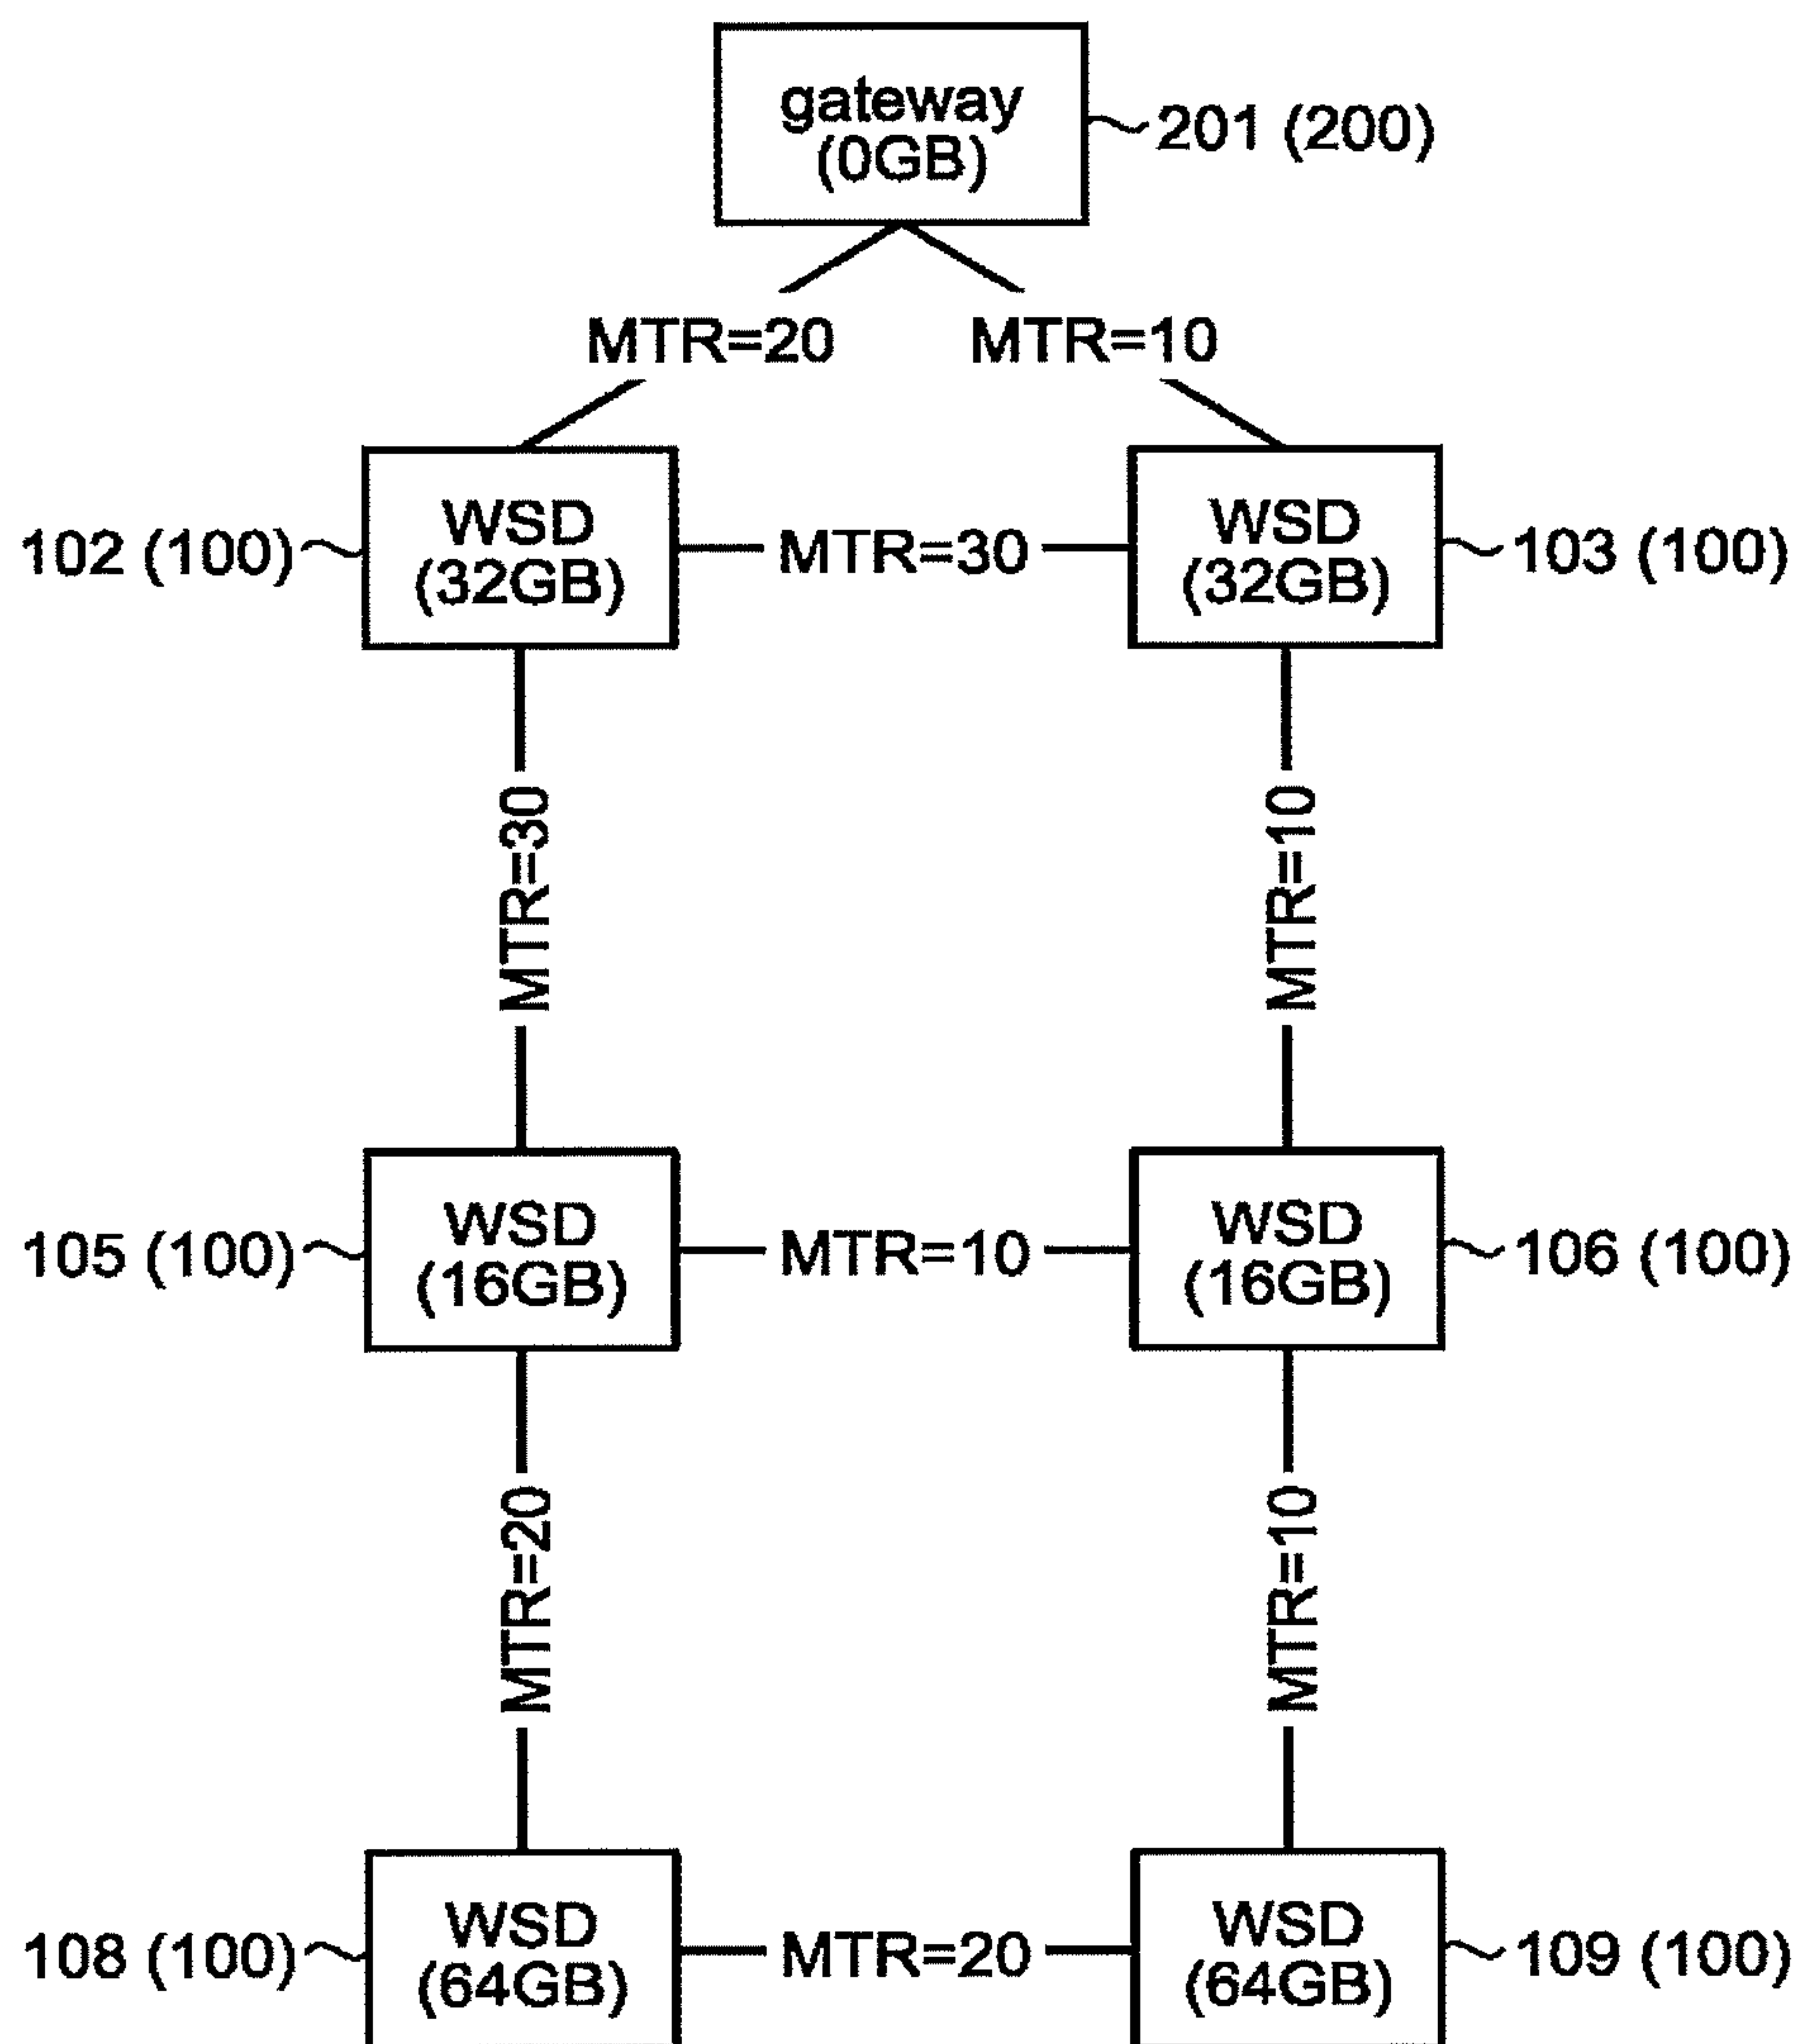 gateway
(0GB)
201 (200)
MTR=20
MTR=10
102 (100)
WSD
(32GB)
MTR=30
WSD
(32GB)
103 (100)
MTR=30
MTR=10
105 (100)
WSD
(16GB)
MTR=10
WSD
(16GB)
106 (100)
MTR=20
MTR=10
108 (100)
WSD
(64GB)
MTR=20
WSD
(64GB)
109 (100)